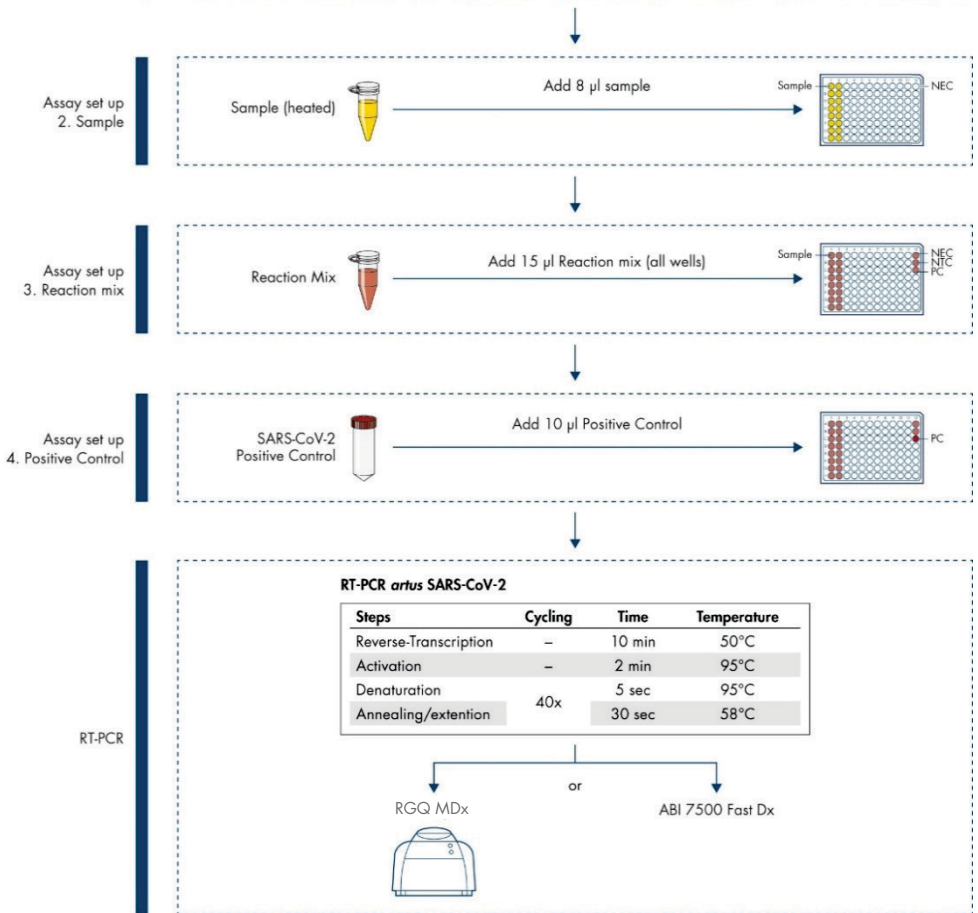 Assay set up
2. Sample
Sample (heated)
Add 8 µl sample
Sample
NEC
Assay set up
3. Reaction mix
Reaction Mix
Add 15 µl Reaction mix (all wells)
Sample
NEC
NTC
PC
Assay set up
4. Positive Control
SARS-CoV-2
Positive Control
Add 10 µl Positive Control
PC
RT-PCR
RT-PCR artus SARS-CoV-2
Steps Cycling Time Temperature
Reverse-Transcription – 10 min 50°C
Activation – 2 min 95°C
Denaturation 40x 5 sec 95°C
Annealing/extention 30 sec 58°C
or
RGQ MDx
ABI 7500 Fast Dx